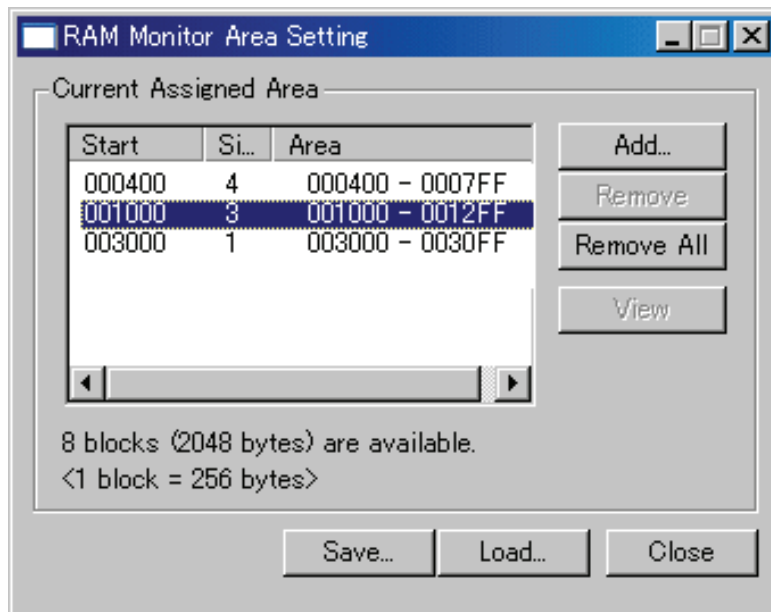 RAM Monitor Area Setting
Current Assigned Area
Start Si... Area
000400 4 000400 - 0007FF
001000 3 001000 - 0012FF
003000 1 003000 - 0030FF
Add...
Remove
Remove All
View
8 blocks (2048 bytes) are available.
<1 block = 256 bytes>
Save... Load... Close